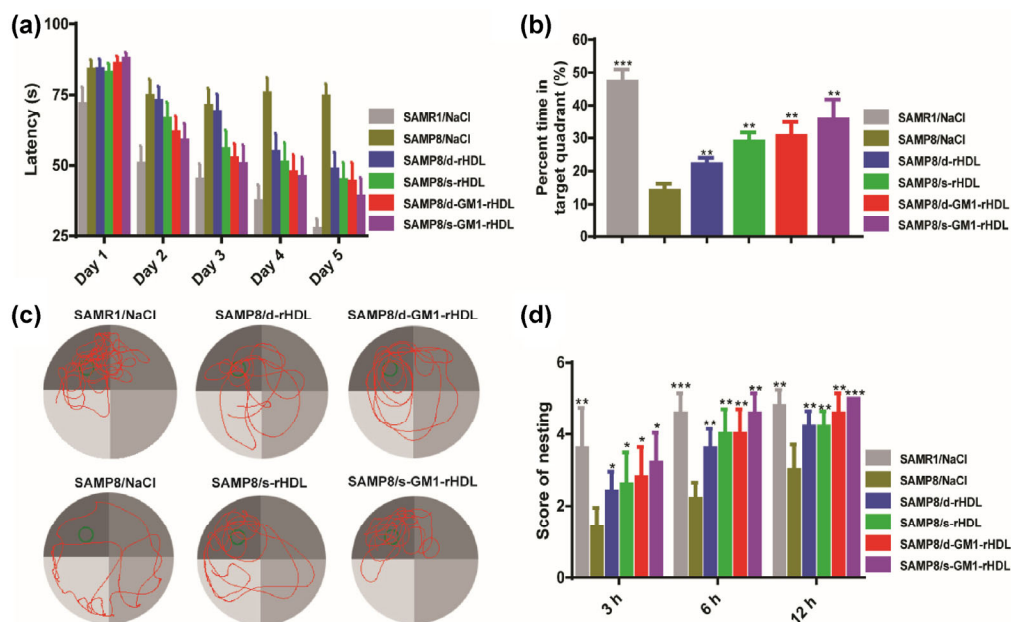 (a)
100
75
50
25
Latency (s)
Day 1
Day 2
Day 3
Day 4
Day 5
SAMR1/NaCl
SAMP8/NaCl
SAMP8/d-rHDL
SAMP8/s-rHDL
SAMP8/d-GM1-rHDL
SAMP8/s-GM1-rHDL
(b)
60
50
40
30
20
10
0
Percent time in
target quadrant (%)
***
**
**
**
**
SAMR1/NaCl
SAMP8/NaCl
SAMP8/d-rHDL
SAMP8/s-rHDL
SAMP8/d-GM1-rHDL
SAMP8/s-GM1-rHDL
(c)
SAMR1/NaCl
SAMP8/d-rHDL
SAMP8/d-GM1-rHDL
SAMP8/NaCl
SAMP8/s-rHDL
SAMP8/s-GM1-rHDL
(d)
6
4
2
0
Score of nesting
**
*
*
*
*
***
**
**
**
**
**
**
**
**
***
3 h
6 h
12 h
SAMR1/NaCl
SAMP8/NaCl
SAMP8/d-rHDL
SAMP8/s-rHDL
SAMP8/d-GM1-rHDL
SAMP8/s-GM1-rHDL